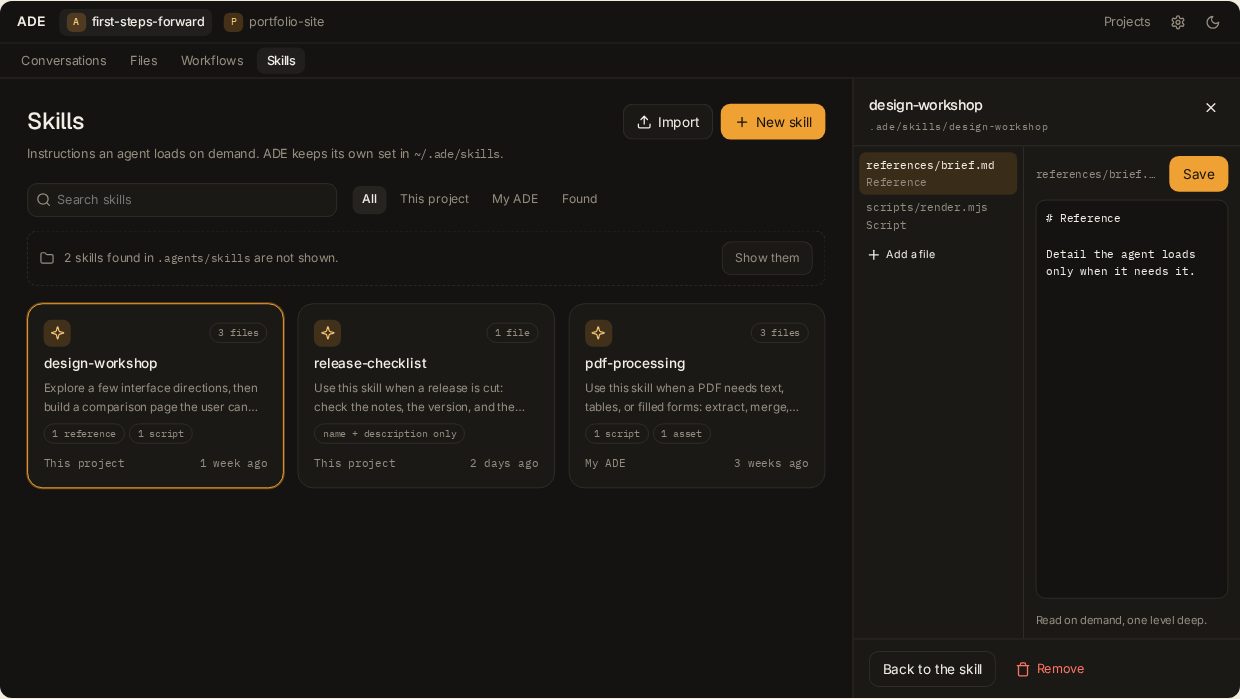 ADE
A first-steps-forward
P portfolio-site
Projects
Conversations
Files
Workflows
Skills
Skills
Import
New skill
Instructions an agent loads on demand. ADE keeps its own set in ~/.ade/skills.
Search skills
All
This project
My ADE
Found
2 skills found in .agents/skills are not shown.
Show them
3 files
design-workshop
Explore a few interface directions, then
build a comparison page the user can…
1 reference
1 script
This project
1 week ago
1 file
release-checklist
Use this skill when a release is cut:
check the notes, the version, and the…
name + description only
This project
2 days ago
3 files
pdf-processing
Use this skill when a PDF needs text,
tables, or filled forms: extract, merge,…
1 script
1 asset
My ADE
3 weeks ago
design-workshop
.ade/skills/design-workshop
references/brief.md
Reference
scripts/render.mjs
Script
Add a file
references/brief.…
Save
# Reference
Detail the agent loads
only when it needs it.
Read on demand, one level deep.
Back to the skill
Remove